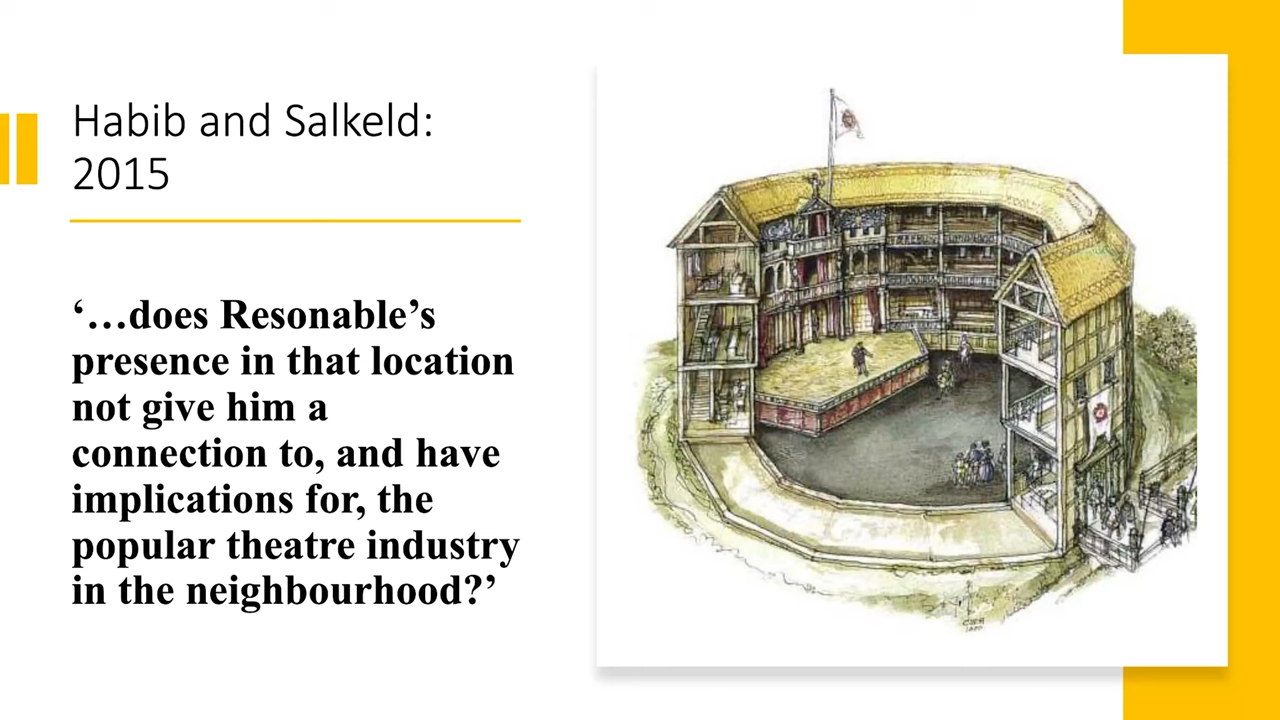 Habib and Salkeld:
2015
‘…does Resonable’s
presence in that location
not give him a
connection to, and have
implications for, the
popular theatre industry
in the neighbourhood?’